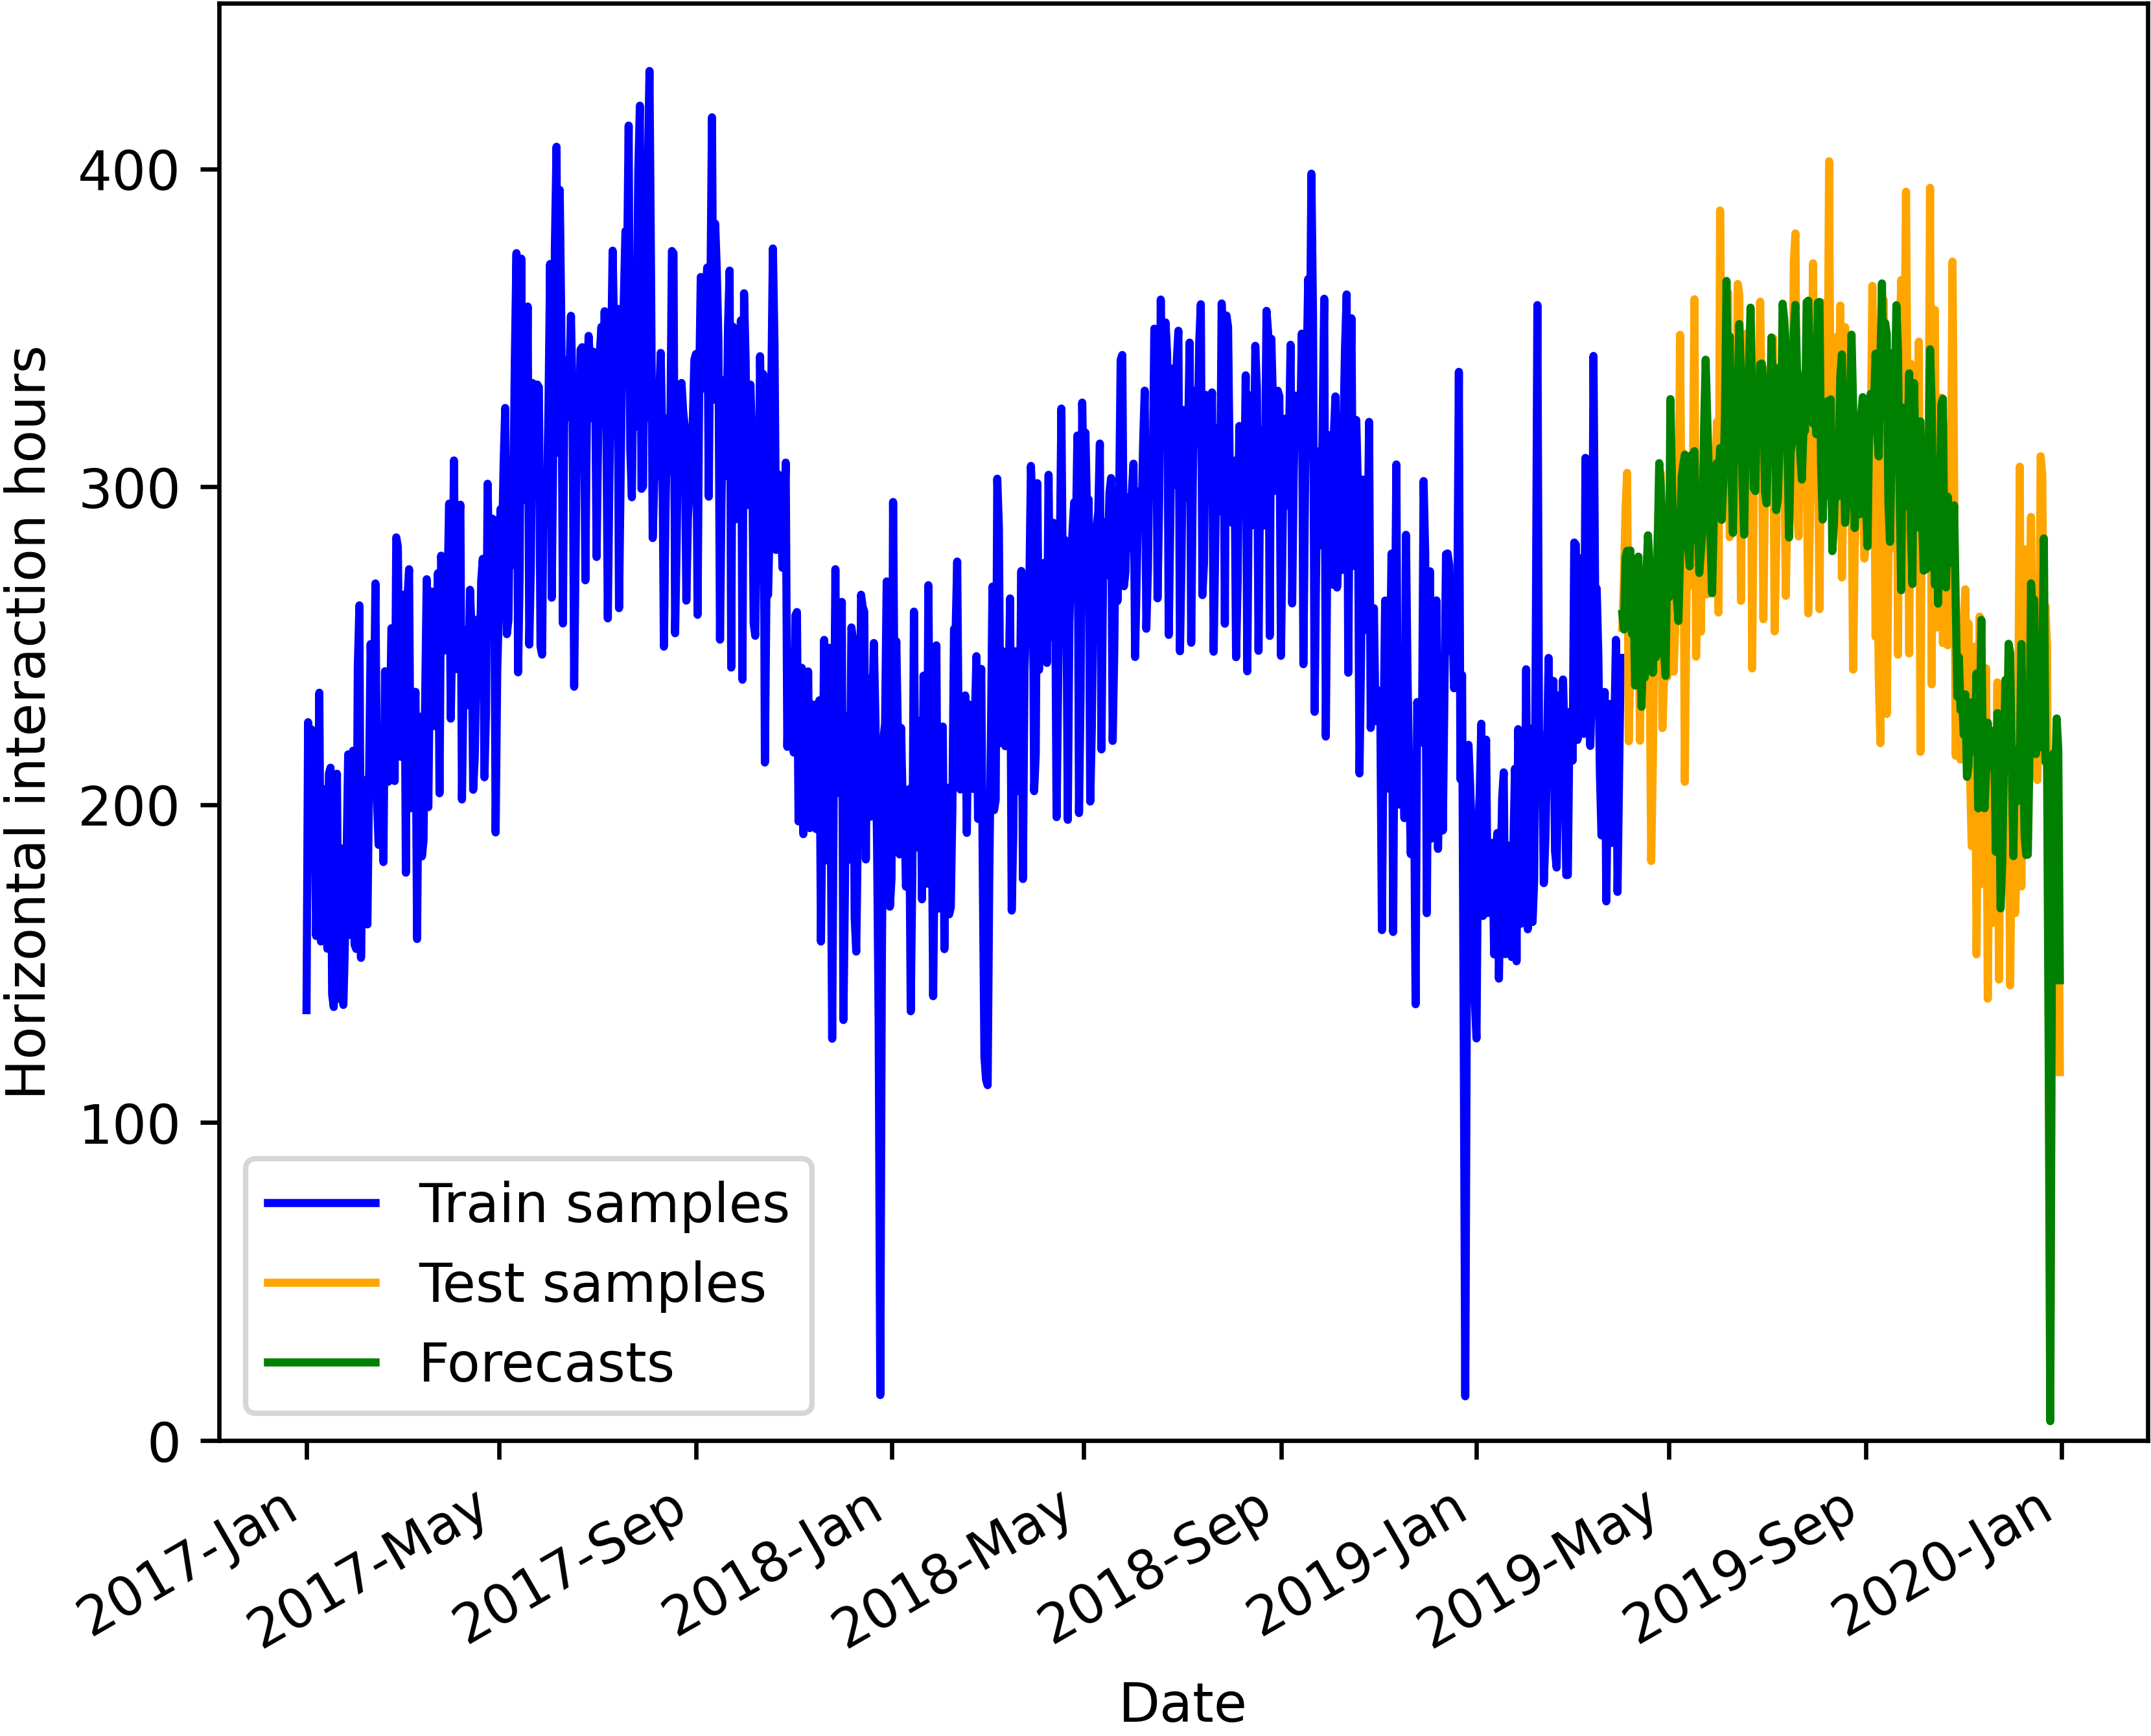 Horizontal interaction hours
400
300
200
100
0
Train samples
Test samples
Forecasts
2017-Jan
2017-May
2017-Sep
2018-Jan
2018-May
2018-Sep
2019-Jan
2019-May
2019-Sep
2020-Jan
Date